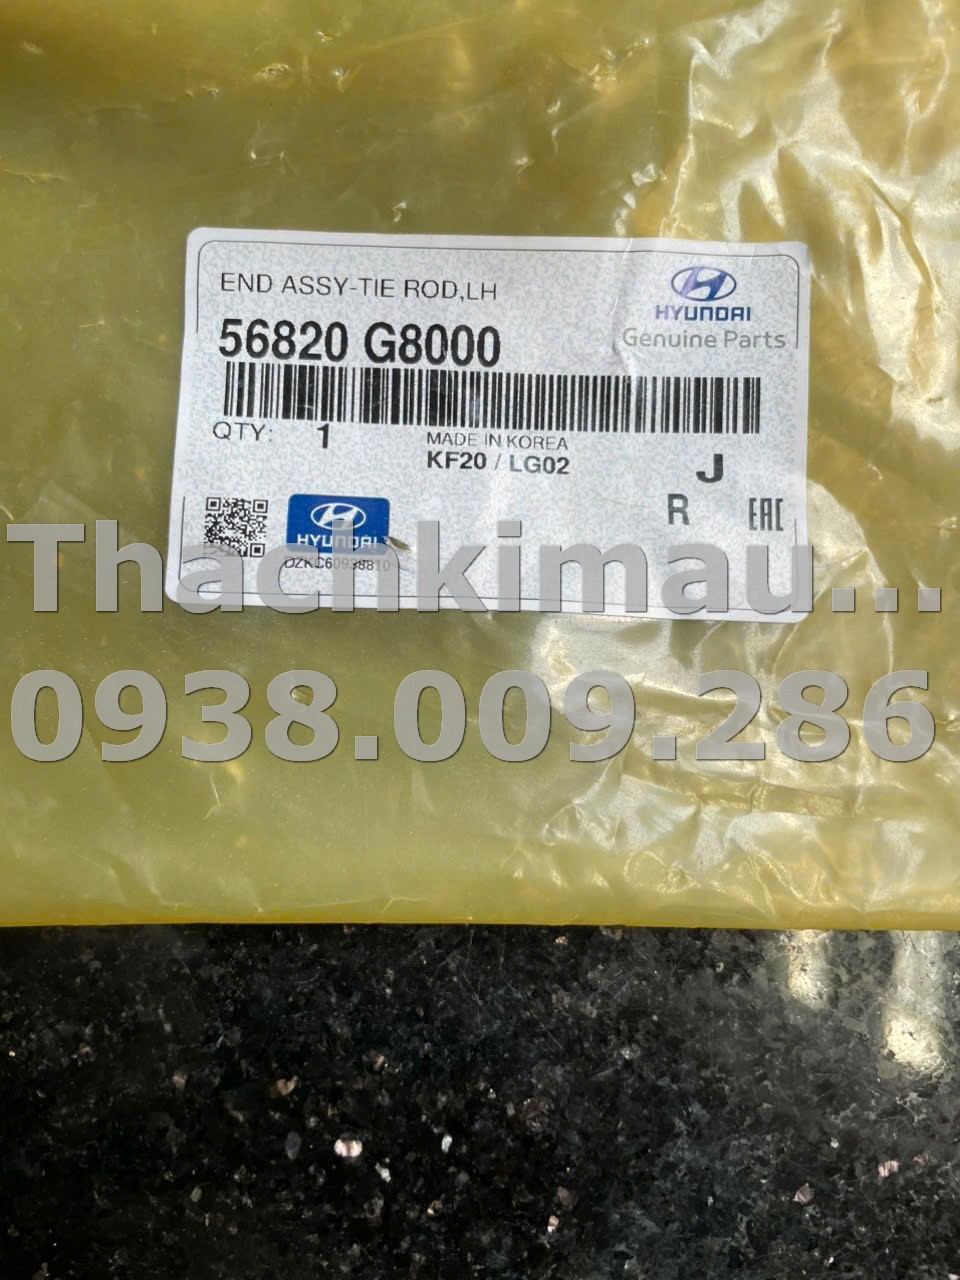 END ASSY-TIE ROD,LH
HYUNDAI
56820 G8000
Genuine Parts
QTY: 1
MADE IN KOREA
KF20 / LG02
J
R
EAC
HYUNDAI
Thachkimau...
0938.009.286